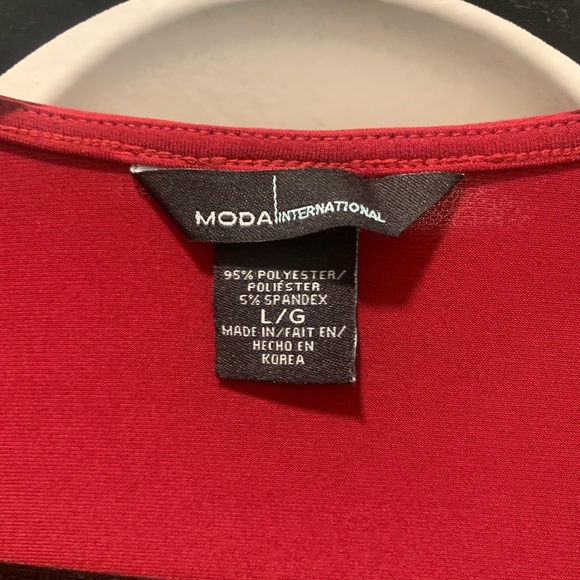 MODA INTERNATIONAL
95% POLYESTER/
POLIÉSTER
5% SPANDEX
L/G
MADE IN/FAIT EN/
HECHO EN
KOREA